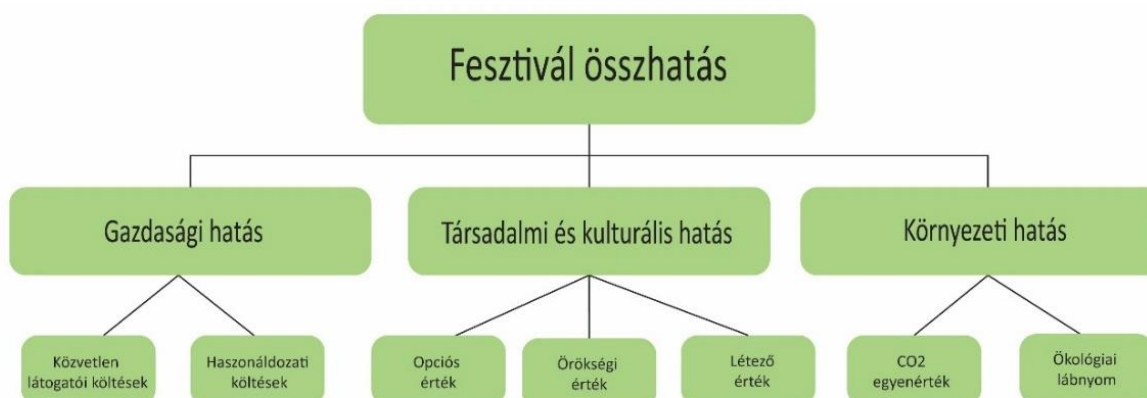 Fesztivál összhatás
Gazdasági hatás
Társadalmi és kulturális hatás
Környezeti hatás
Közvetlen
látogatói költések
Haszonáldozati
költések
Opciós
érték
Örökségi
érték
Létező
érték
CO2
egyenérték
Ökológiai
lábnyom